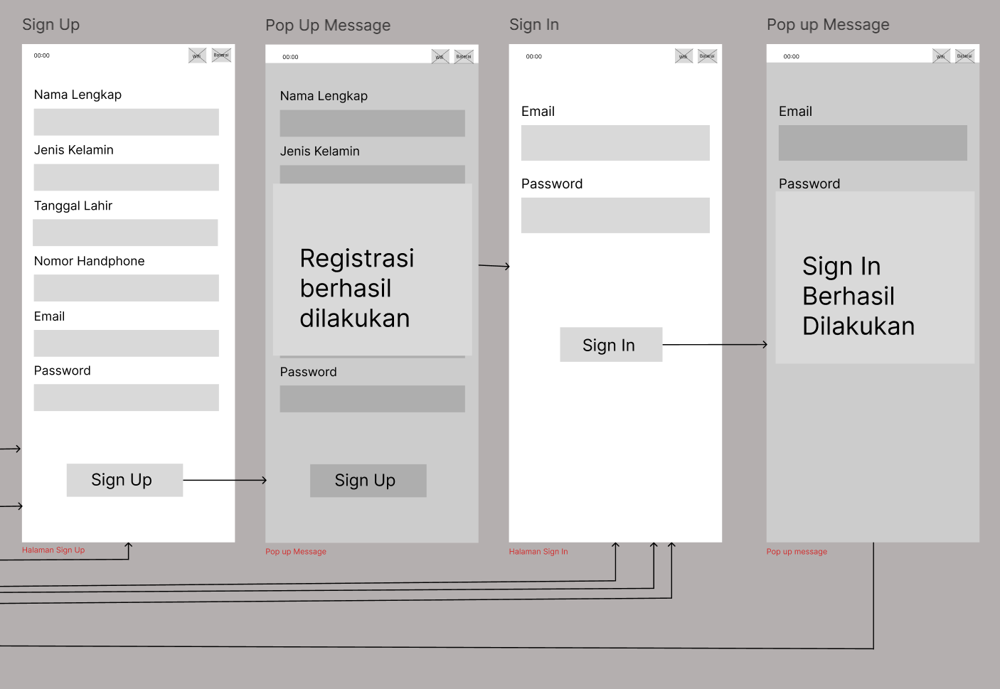 Sign Up
00:00
Wifi
Baterai
Nama Lengkap
Jenis Kelamin
Tanggal Lahir
Nomor Handphone
Email
Password
Sign Up
Halaman Sign Up
Pop Up Message
00:00
Wifi
Baterai
Nama Lengkap
Jenis Kelamin
Registrasi
berhasil
dilakukan
Password
Sign Up
Pop up Message
Sign In
00:00
Wifi
Baterai
Email
Password
Sign In
Halaman Sign In
Pop up Message
00:00
Wifi
Baterai
Email
Password
Sign In
Berhasil
Dilakukan
Pop up message